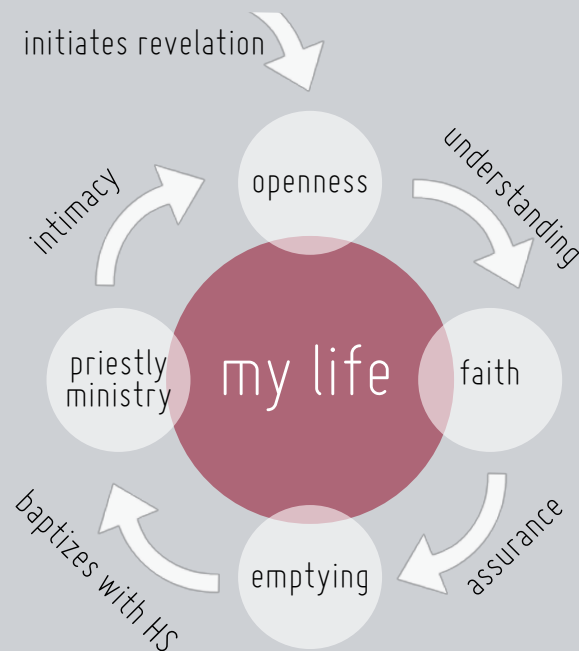 initiates revelation
openness
understanding
faith
assurance
emptying
baptizes with HS
priestly
ministry
intimacy
my life